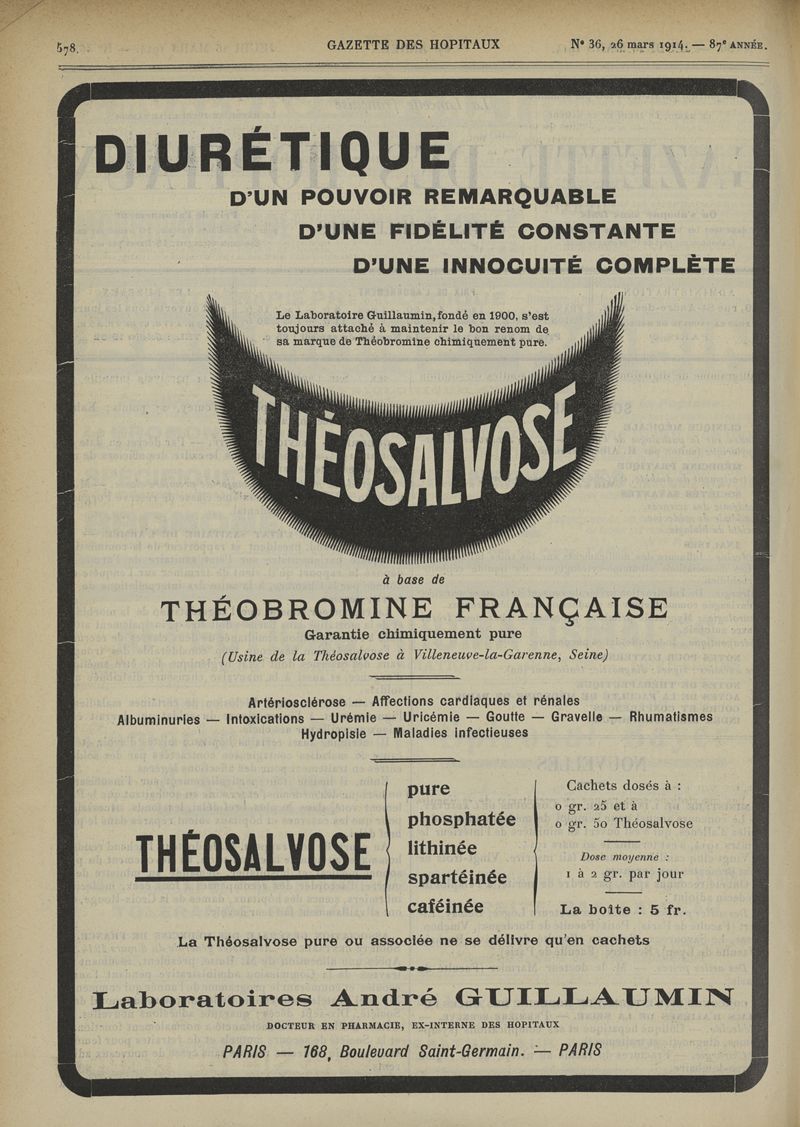 578.
GAZETTE DES HOPITAUX
N° 36, 26 mars 1914. — 87e ANNÉE.
DIURÉTIQUE
D'UN POUVOIR REMARQUABLE
D'UNE FIDÉLITÉ CONSTANTE
D'UNE INNOCUITÉ COMPLÈTE
Le Laboratoire Guillaumin, fondé en 1900, s'est
toujours attaché à maintenir le bon renom de
sa marque de Théobromine chimiquement pure.
THÉOSALVOSE
à base de
THÉOBROMINE FRANÇAISE
Garantie chimiquement pure
(Usine de la Théosalvose à Villeneuve-la-Garenne, Seine)
Artériosclérose — Affections cardiaques et rénales
Albuminuries — Intoxications — Urémie — Uricémie — Goutte — Gravelle — Rhumatismes
Hydropisie — Maladies infectieuses
THÉOSALVOSE
pure
phosphatée
lithinée
spartéinée
caféinée
Cachets dosés à :
0 gr. 25 et à
0 gr. 50 Théosalvose
Dose moyenne :
1 à 2 gr. par jour
La boîte : 5 fr.
La Théosalvose pure ou associée ne se délivre qu'en cachets
Laboratoires André GUILLAUMIN
DOCTEUR EN PHARMACIE, EX-INTERNE DES HOPITAUX
PARIS — 168, Boulevard Saint-Germain. — PARIS